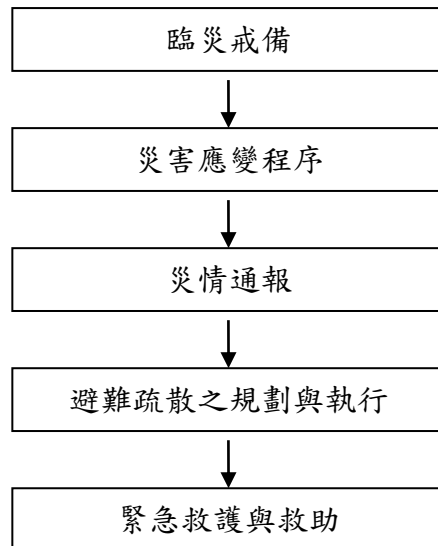 臨災戒備
災害應變程序
災情通報
避難疏散之規劃與執行
緊急救護與救助